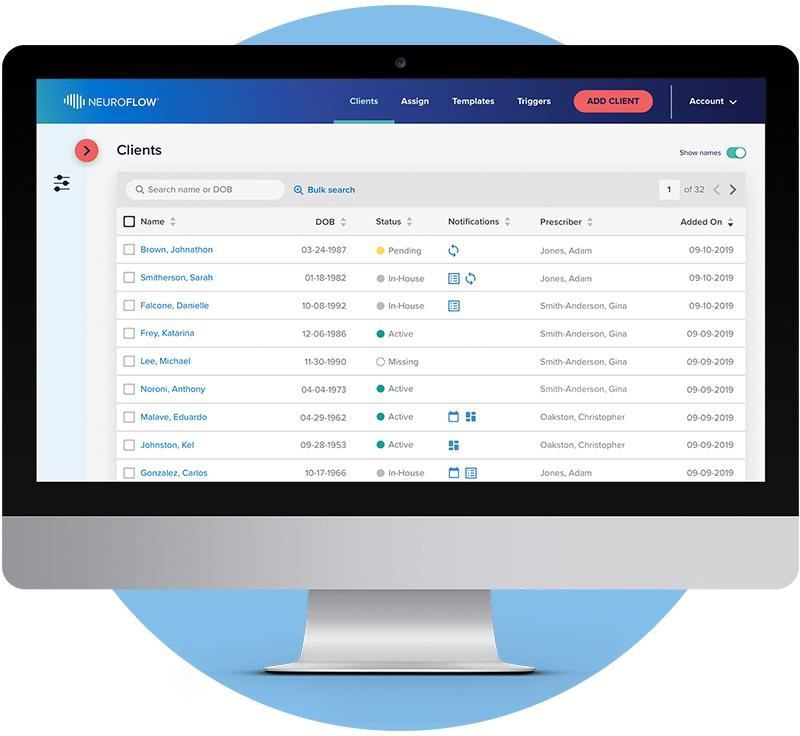 NEUROFLOW Clients Assign Templates Triggers ADD CLIENT Account
Clients Show names
Search name or DOB Bulk search 1 of 32
Name DOB Status Notifications Prescriber Added On
Brown, Johnathon 03-24-1987 Pending Jones, Adam 09-10-2019
Smitherson, Sarah 01-18-1982 In-House Jones, Adam 09-10-2019
Falcone, Danielle 10-08-1992 In-House Smith-Anderson, Gina 09-10-2019
Frey, Katarina 12-06-1986 Active Smith-Anderson, Gina 09-09-2019
Lee, Michael 11-30-1990 Missing Smith-Anderson, Gina 09-09-2019
Noroni, Anthony 04-04-1973 Active Smith-Anderson, Gina 09-09-2019
Malave, Eduardo 04-29-1962 Active Oakston, Christopher 09-09-2019
Johnston, Kel 09-28-1953 Active Oakston, Christopher 09-09-2019
Gonzalez, Carlos 10-17-1966 In-House Jones, Adam 09-09-2019